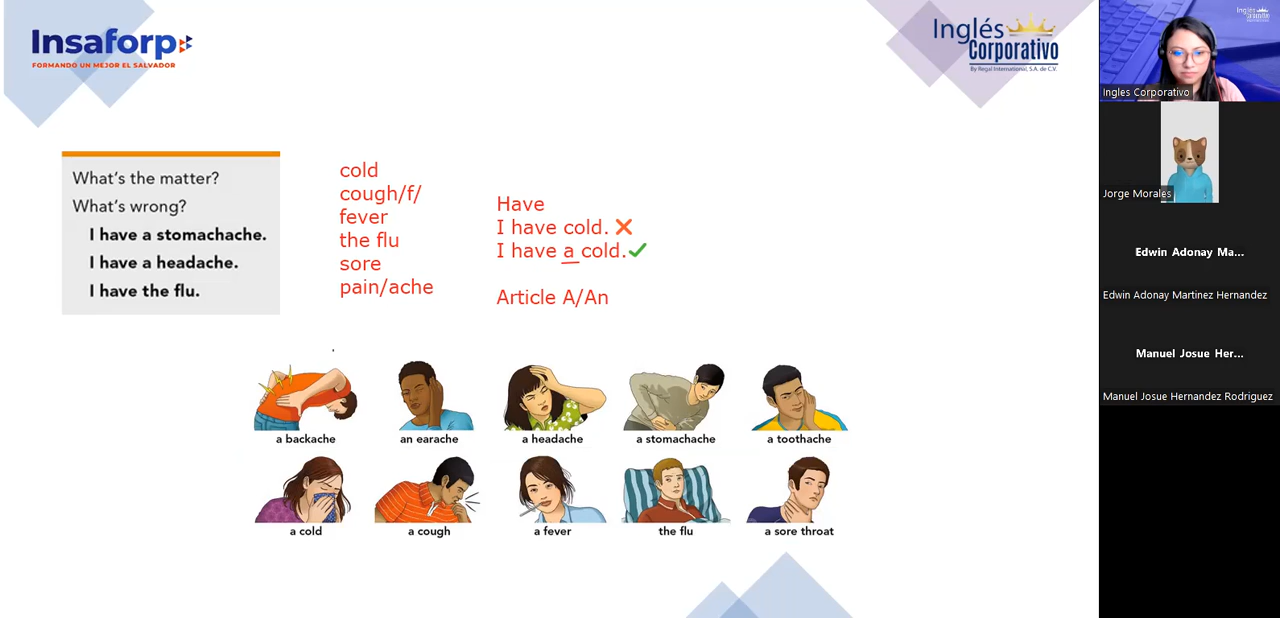 Insaforp
FORMANDO UN MEJOR EL SALVADOR
Inglés
Corporativo
By Regal International, S.A. de C.V.
What's the matter?
What's wrong?
I have a stomachache.
I have a headache.
I have the flu.
cold
cough/f/
fever
the flu
sore
pain/ache
Have
I have cold. ❌
I have a cold. ✔
Article A/An
a backache
an earache
a headache
a stomachache
a toothache
a cold
a cough
a fever
the flu
a sore throat
Ingles Corporativo
Jorge Morales
Edwin Adonay Ma...
Edwin Adonay Martinez Hernandez
Manuel Josue Her...
Manuel Josue Hernandez Rodriguez